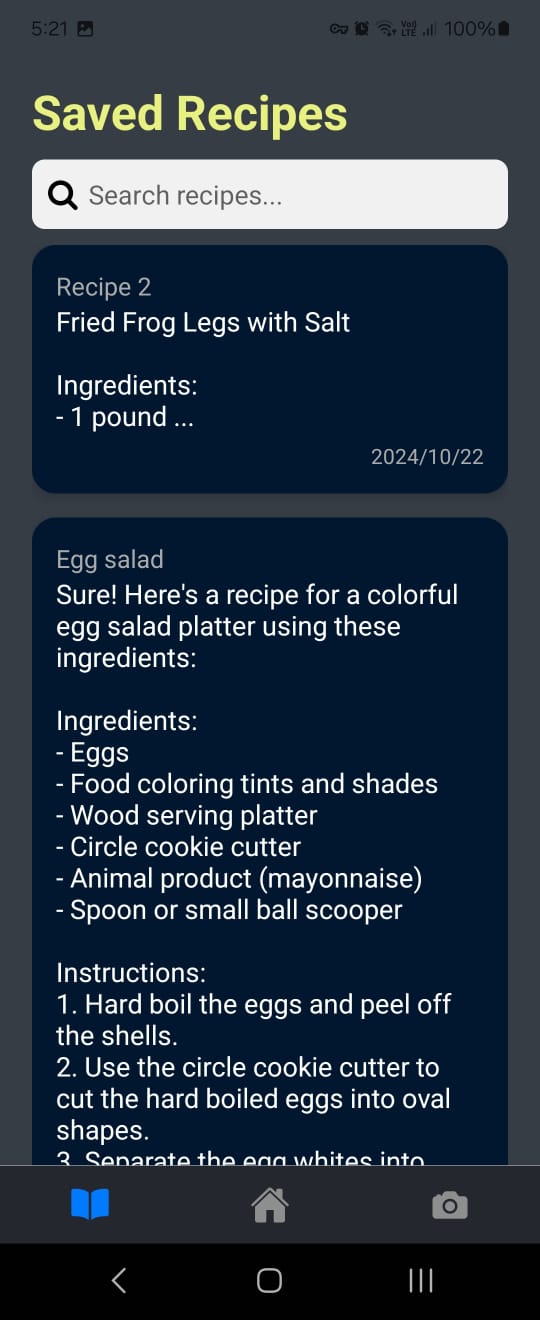 5:21
Vo)) LTE 100%
Saved Recipes
Search recipes...
Recipe 2
Fried Frog Legs with Salt
Ingredients:
- 1 pound ...
2024/10/22
Egg salad
Sure! Here's a recipe for a colorful
egg salad platter using these
ingredients:
Ingredients:
- Eggs
- Food coloring tints and shades
- Wood serving platter
- Circle cookie cutter
- Animal product (mayonnaise)
- Spoon or small ball scooper
Instructions:
1. Hard boil the eggs and peel off
the shells.
2. Use the circle cookie cutter to
cut the hard boiled eggs into oval
shapes.
3. Separate the egg whites into